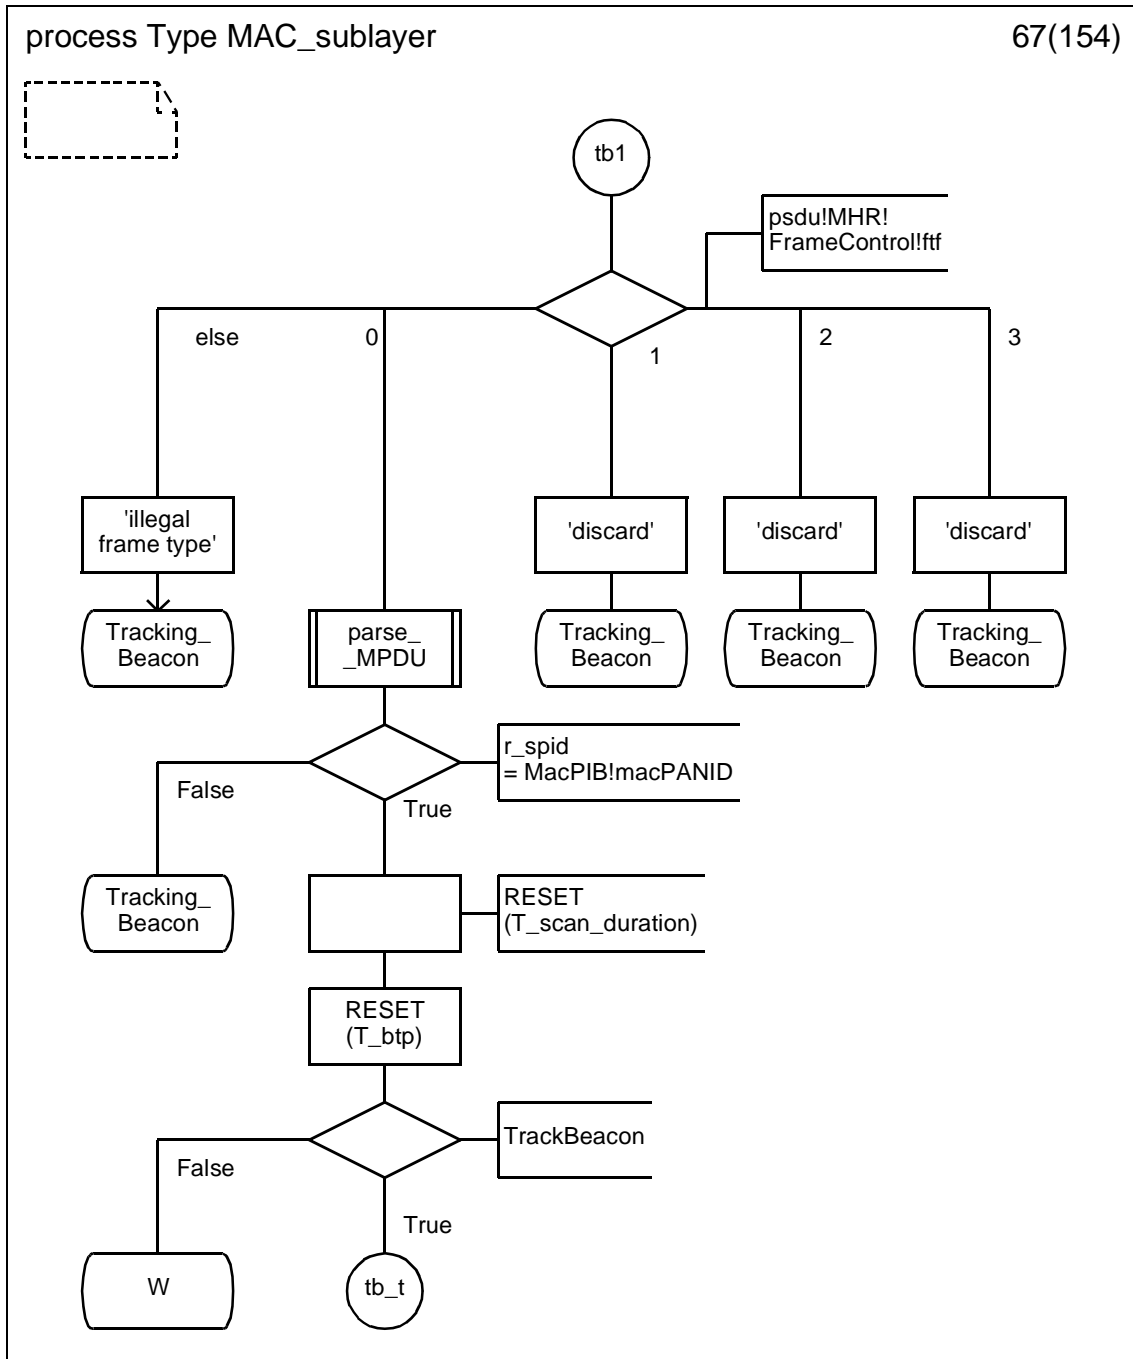 process Type MAC_sublayer
67(154)
tb1
psdu!MHR!
FrameControl!ftf
else
0
1
2
3
'illegal
frame type'
'discard'
'discard'
'discard'
Tracking_
Beacon
parse_
_MPDU
Tracking_
Beacon
Tracking_
Beacon
Tracking_
Beacon
r_spid
= MacPIB!macPANID
False
True
Tracking_
Beacon
RESET
(T_scan_duration)
RESET
(T_btp)
TrackBeacon
False
True
W
tb_t